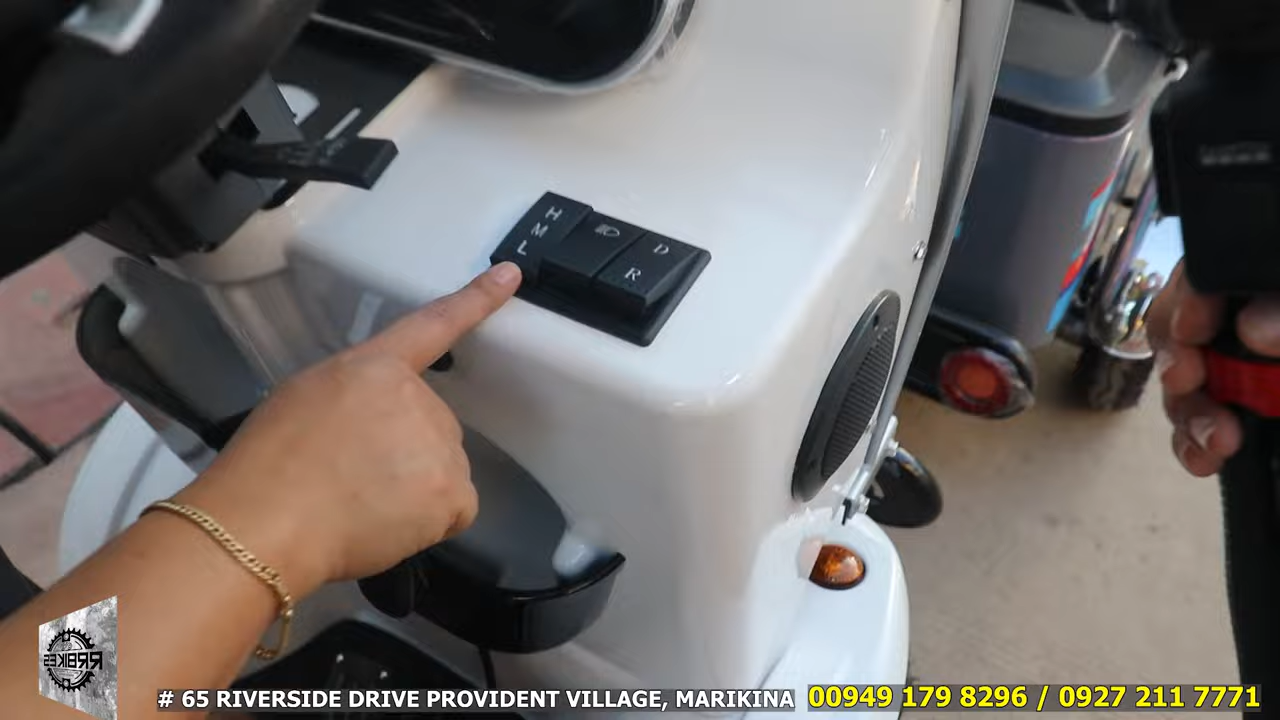 H
M
L
D
R
RRBIKES
# 65 RIVERSIDE DRIVE PROVIDENT VILLAGE, MARIKINA 00949 179 8296 / 0927 211 7771